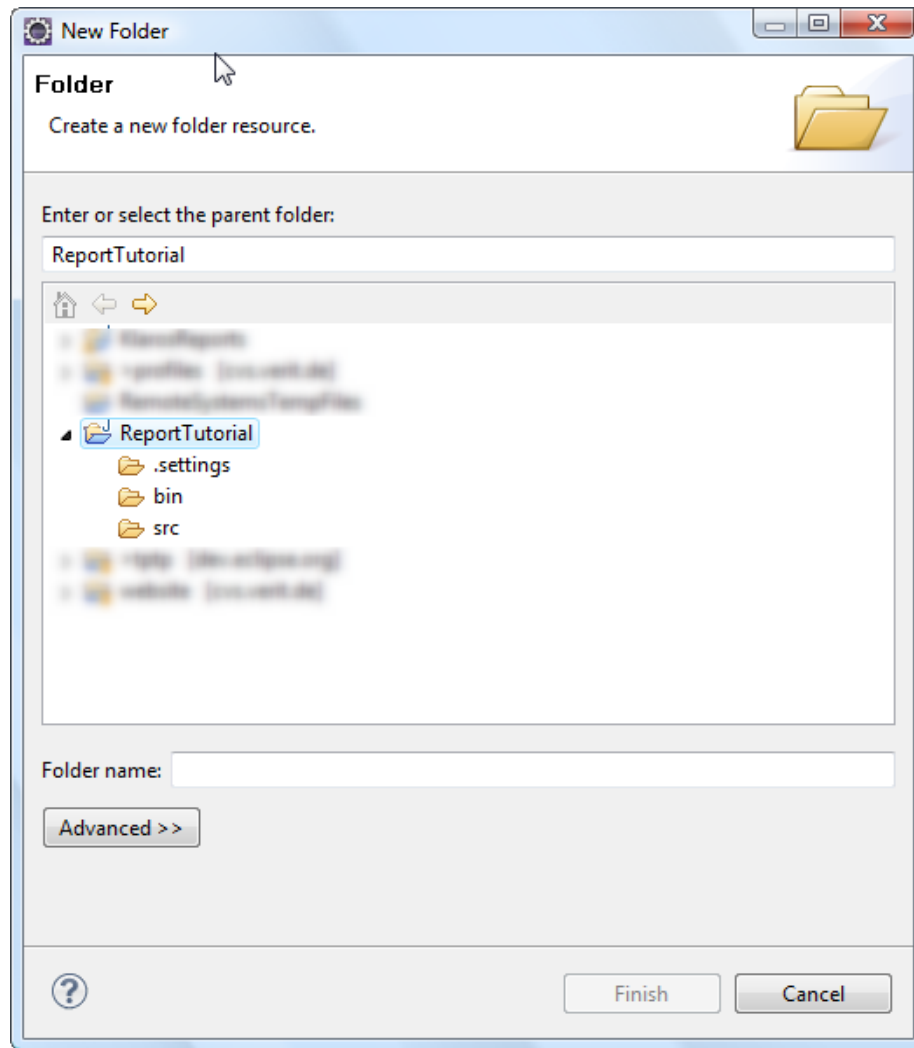 New Folder
Folder
Create a new folder resource.
Enter or select the parent folder:
ReportTutorial
ReportTutorial
.settings
bin
src
Folder name:
Advanced >>
Finish
Cancel